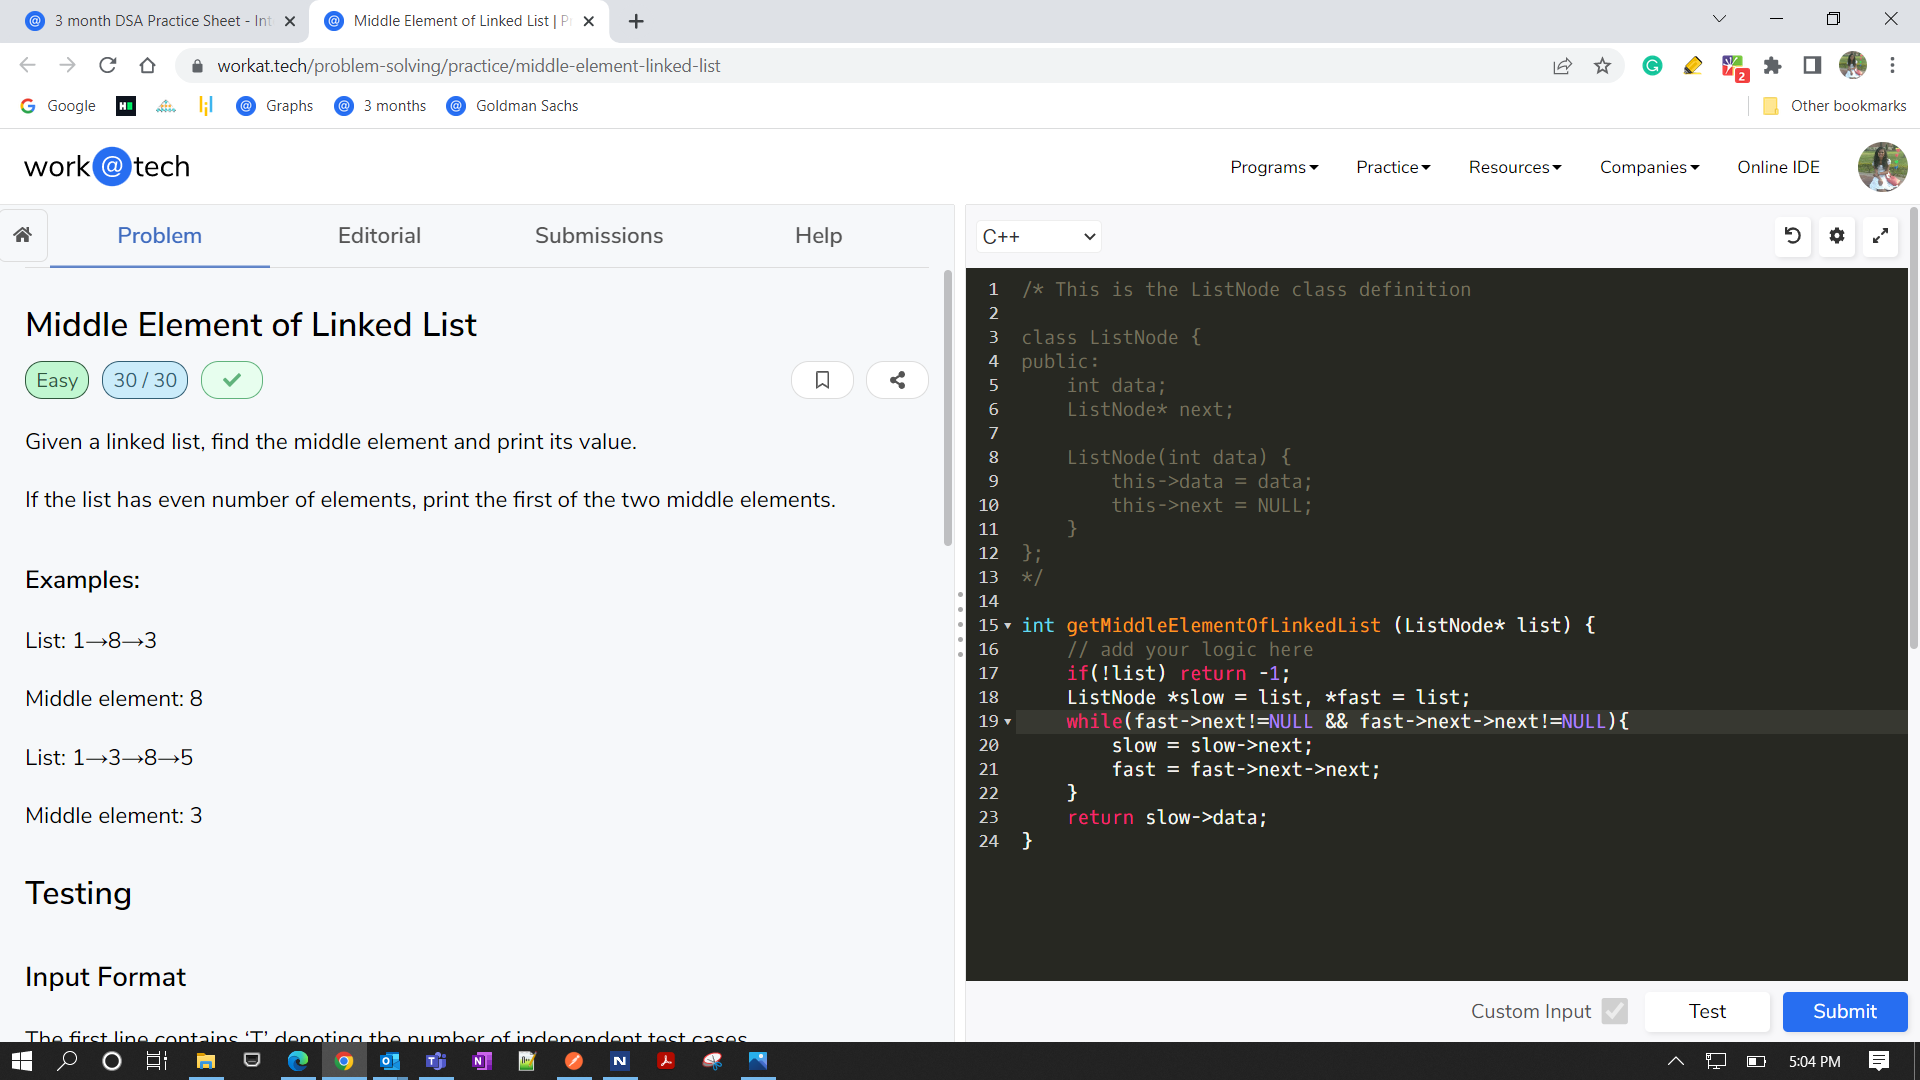 3 month DSA Practice Sheet - Int
Middle Element of Linked List | P
workat.tech/problem-solving/practice/middle-element-linked-list
2
Google
Graphs
3 months
Goldman Sachs
Other bookmarks
work@tech
Programs
Practice
Resources
Companies
Online IDE
Problem
Editorial
Submissions
Help
C++
Middle Element of Linked List
Easy
30 / 30
Given a linked list, find the middle element and print its value.
If the list has even number of elements, print the first of the two middle elements.
Examples:
List: 1→8→3
Middle element: 8
List: 1→3→8→5
Middle element: 3
Testing
Input Format
The first line contains ‘T’ denoting the number of independent test cases.
1 /* This is the ListNode class definition
2
3 class ListNode {
4 public:
5 int data;
6 ListNode* next;
7
8 ListNode(int data) {
9 this->data = data;
10 this->next = NULL;
11 }
12 };
13 */
14
15 int getMiddleElementOfLinkedList (ListNode* list) {
16 // add your logic here
17 if(!list) return -1;
18 ListNode *slow = list, *fast = list;
19 while(fast->next!=NULL && fast->next->next!=NULL){
20 slow = slow->next;
21 fast = fast->next->next;
22 }
23 return slow->data;
24 }
Custom Input
Test
Submit
5:04 PM